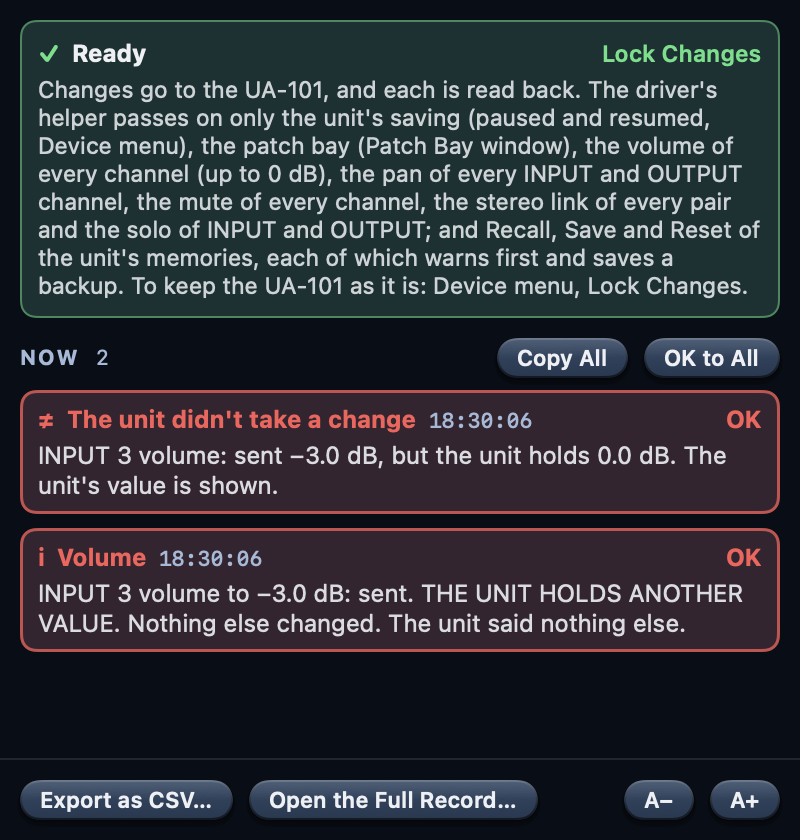 ✓ Ready Lock Changes
Changes go to the UA-101, and each is read back. The driver's
helper passes on only the unit's saving (paused and resumed,
Device menu), the patch bay (Patch Bay window), the volume of
every channel (up to 0 dB), the pan of every INPUT and OUTPUT
channel, the mute of every channel, the stereo link of every pair
and the solo of INPUT and OUTPUT; and Recall, Save and Reset of
the unit's memories, each of which warns first and saves a
backup. To keep the UA-101 as it is: Device menu, Lock Changes.
NOW 2 Copy All OK to All
≠ The unit didn't take a change 18:30:06 OK
INPUT 3 volume: sent −3.0 dB, but the unit holds 0.0 dB. The
unit's value is shown.
i Volume 18:30:06 OK
INPUT 3 volume to −3.0 dB: sent. THE UNIT HOLDS ANOTHER
VALUE. Nothing else changed. The unit said nothing else.
Export as CSV... Open the Full Record... A− A+